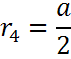 r₄ = a/2